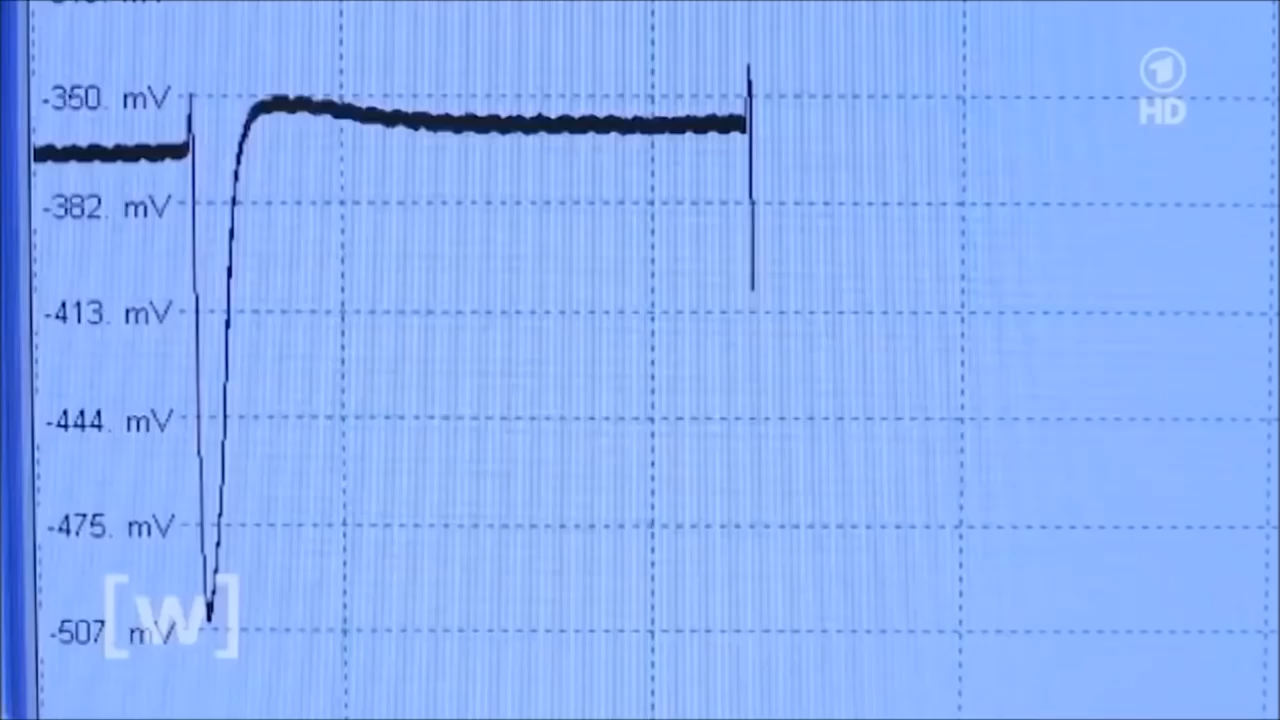 -350. mV
1
HD
-382. mV
-413. mV
-444. mV
-475. mV
[w]
-507 mV